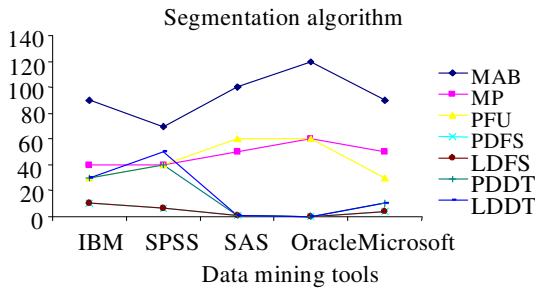 Segmentation algorithm
140
120
100
80
60
40
20
0
IBM SPSS SAS OracleMicrosoft
Data mining tools
MAB
MP
PFU
PDFS
LDFS
PDDT
LDDT